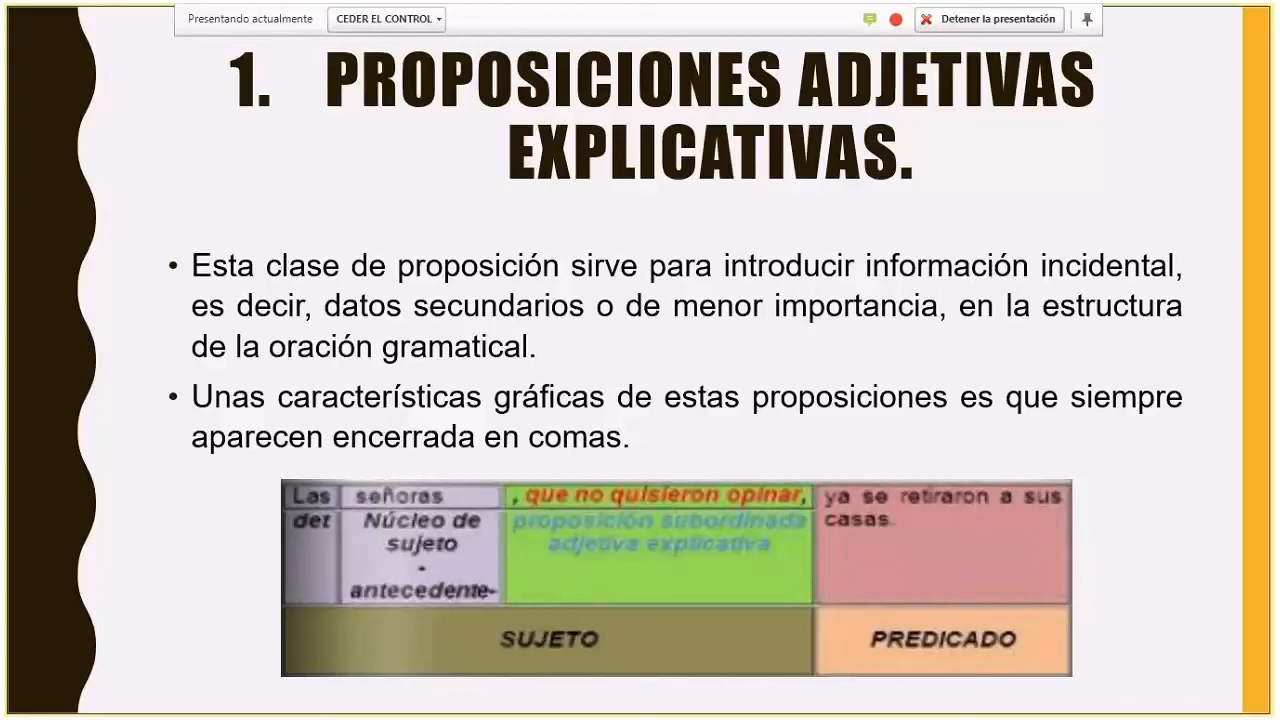 Presentando actualmente CEDER EL CONTROL Detener la presentación
1. PROPOSICIONES ADJETIVAS
EXPLICATIVAS.
• Esta clase de proposición sirve para introducir información incidental,
es decir, datos secundarios o de menor importancia, en la estructura
de la oración gramatical.
• Unas características gráficas de estas proposiciones es que siempre
aparecen encerrada en comas.
Las señoras , que no quisieron opinar, ya se retiraron a sus
casas.
det Núcleo de
sujeto
-
antecedente-
proposición subordinada
adjetiva explicativa
SUJETO PREDICADO